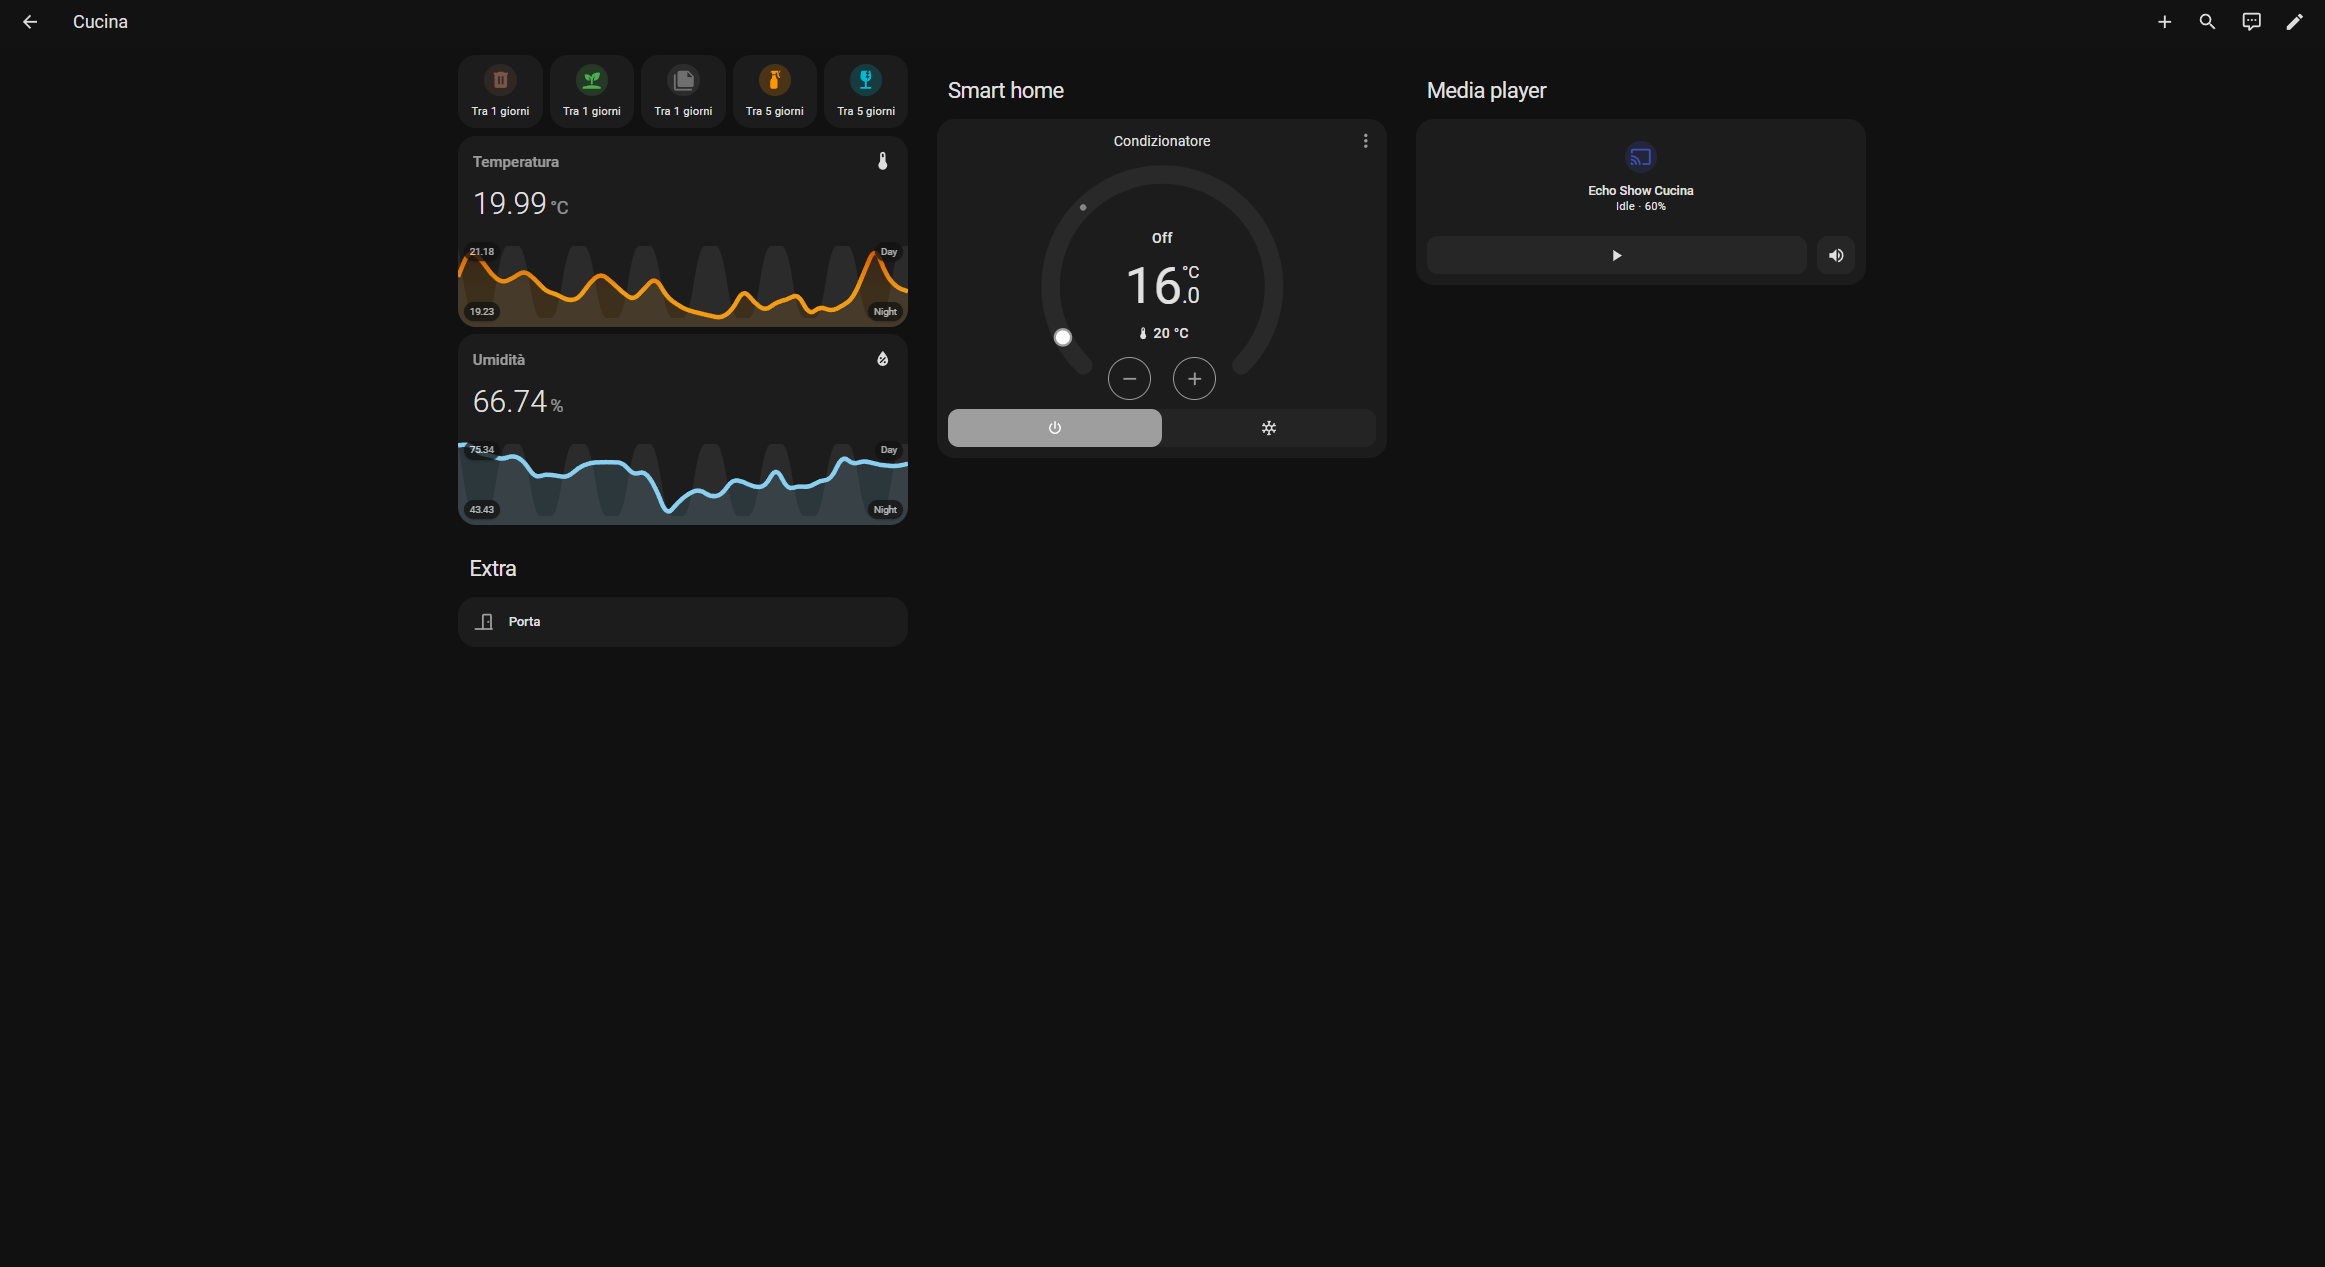 Cucina
Tra 1 giorni
Tra 1 giorni
Tra 1 giorni
Tra 5 giorni
Tra 5 giorni
Temperatura
19.99 °C
21.18
Day
19.23
Night
Umidità
66.74 %
75.34
Day
43.43
Night
Extra
Porta
Smart home
Condizionatore
Off
16.0 °C
20 °C
Media player
Echo Show Cucina
Idle · 60%